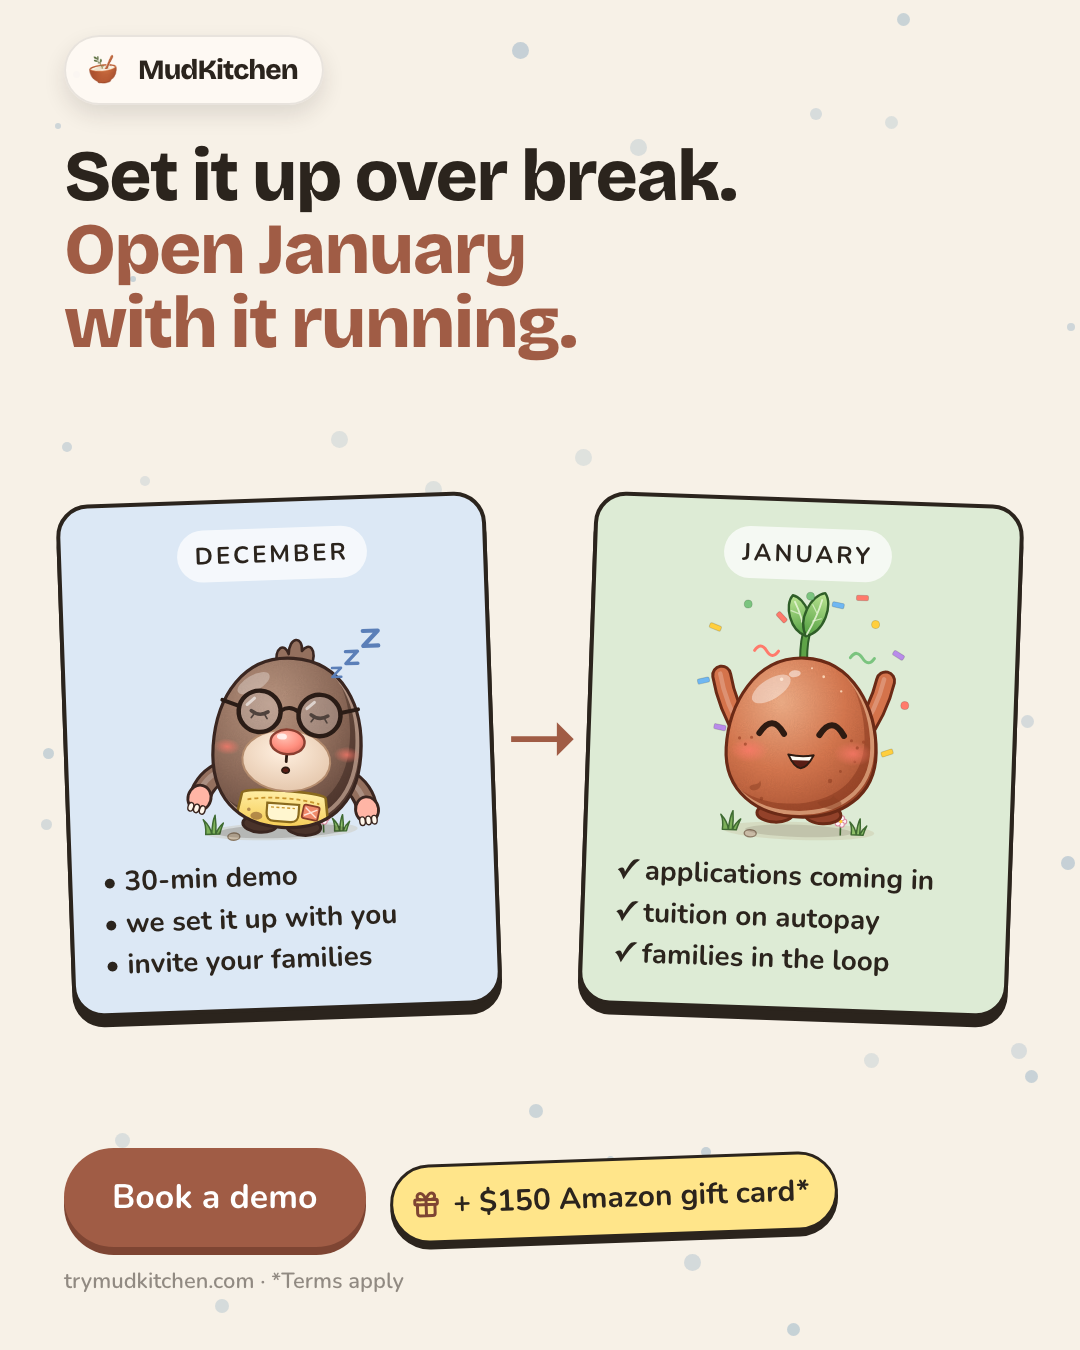 MudKitchen
Set it up over break.
Open January
with it running.
DECEMBER
z z z
• 30-min demo
• we set it up with you
• invite your families
JANUARY
✓ applications coming in
✓ tuition on autopay
✓ families in the loop
Book a demo
+ $150 Amazon gift card*
trymudkitchen.com · *Terms apply